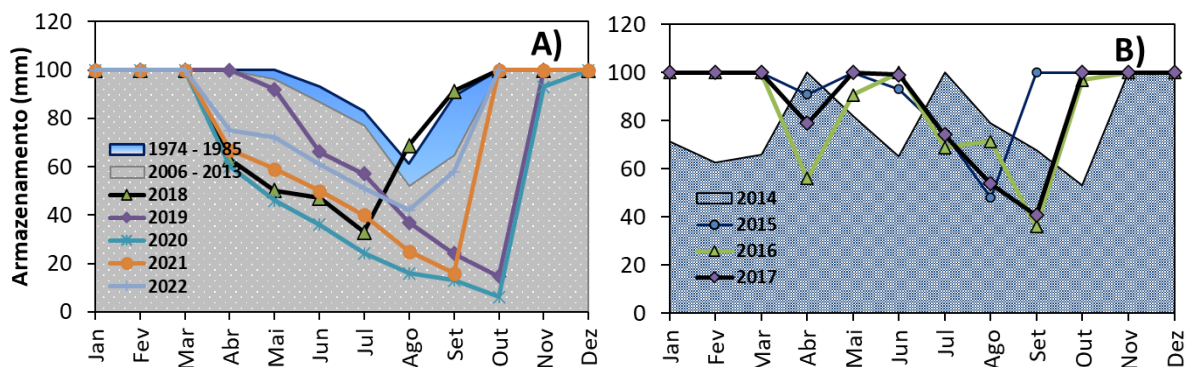 Armazenamento (mm)
120
100
80
60
40
20
0
A)
1974 - 1985
2006 - 2013
2018
2019
2020
2021
2022
Jan
Fev
Mar
Abr
Mai
Jun
Jul
Ago
Set
Out
Nov
Dez
120
100
80
60
40
20
0
B)
2014
2015
2016
2017
Jan
Fev
Mar
Abr
Mai
Jun
Jul
Ago
Set
Out
Nov
Dez